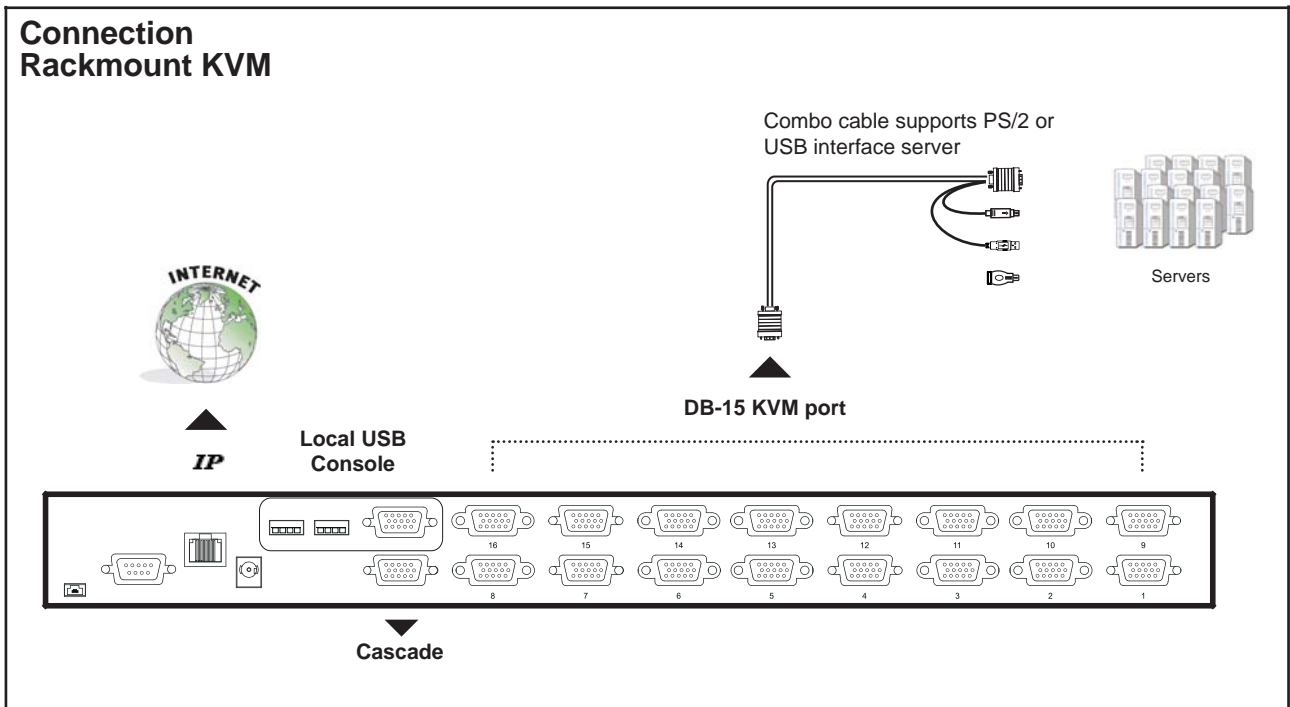 Connection
Rackmount KVM
Combo cable supports PS/2 or
USB interface server
Servers
INTERNET
DB-15 KVM port
IP
Local USB
Console
16 15 14 13 12 11 10 9
8 7 6 5 4 3 2 1
Cascade